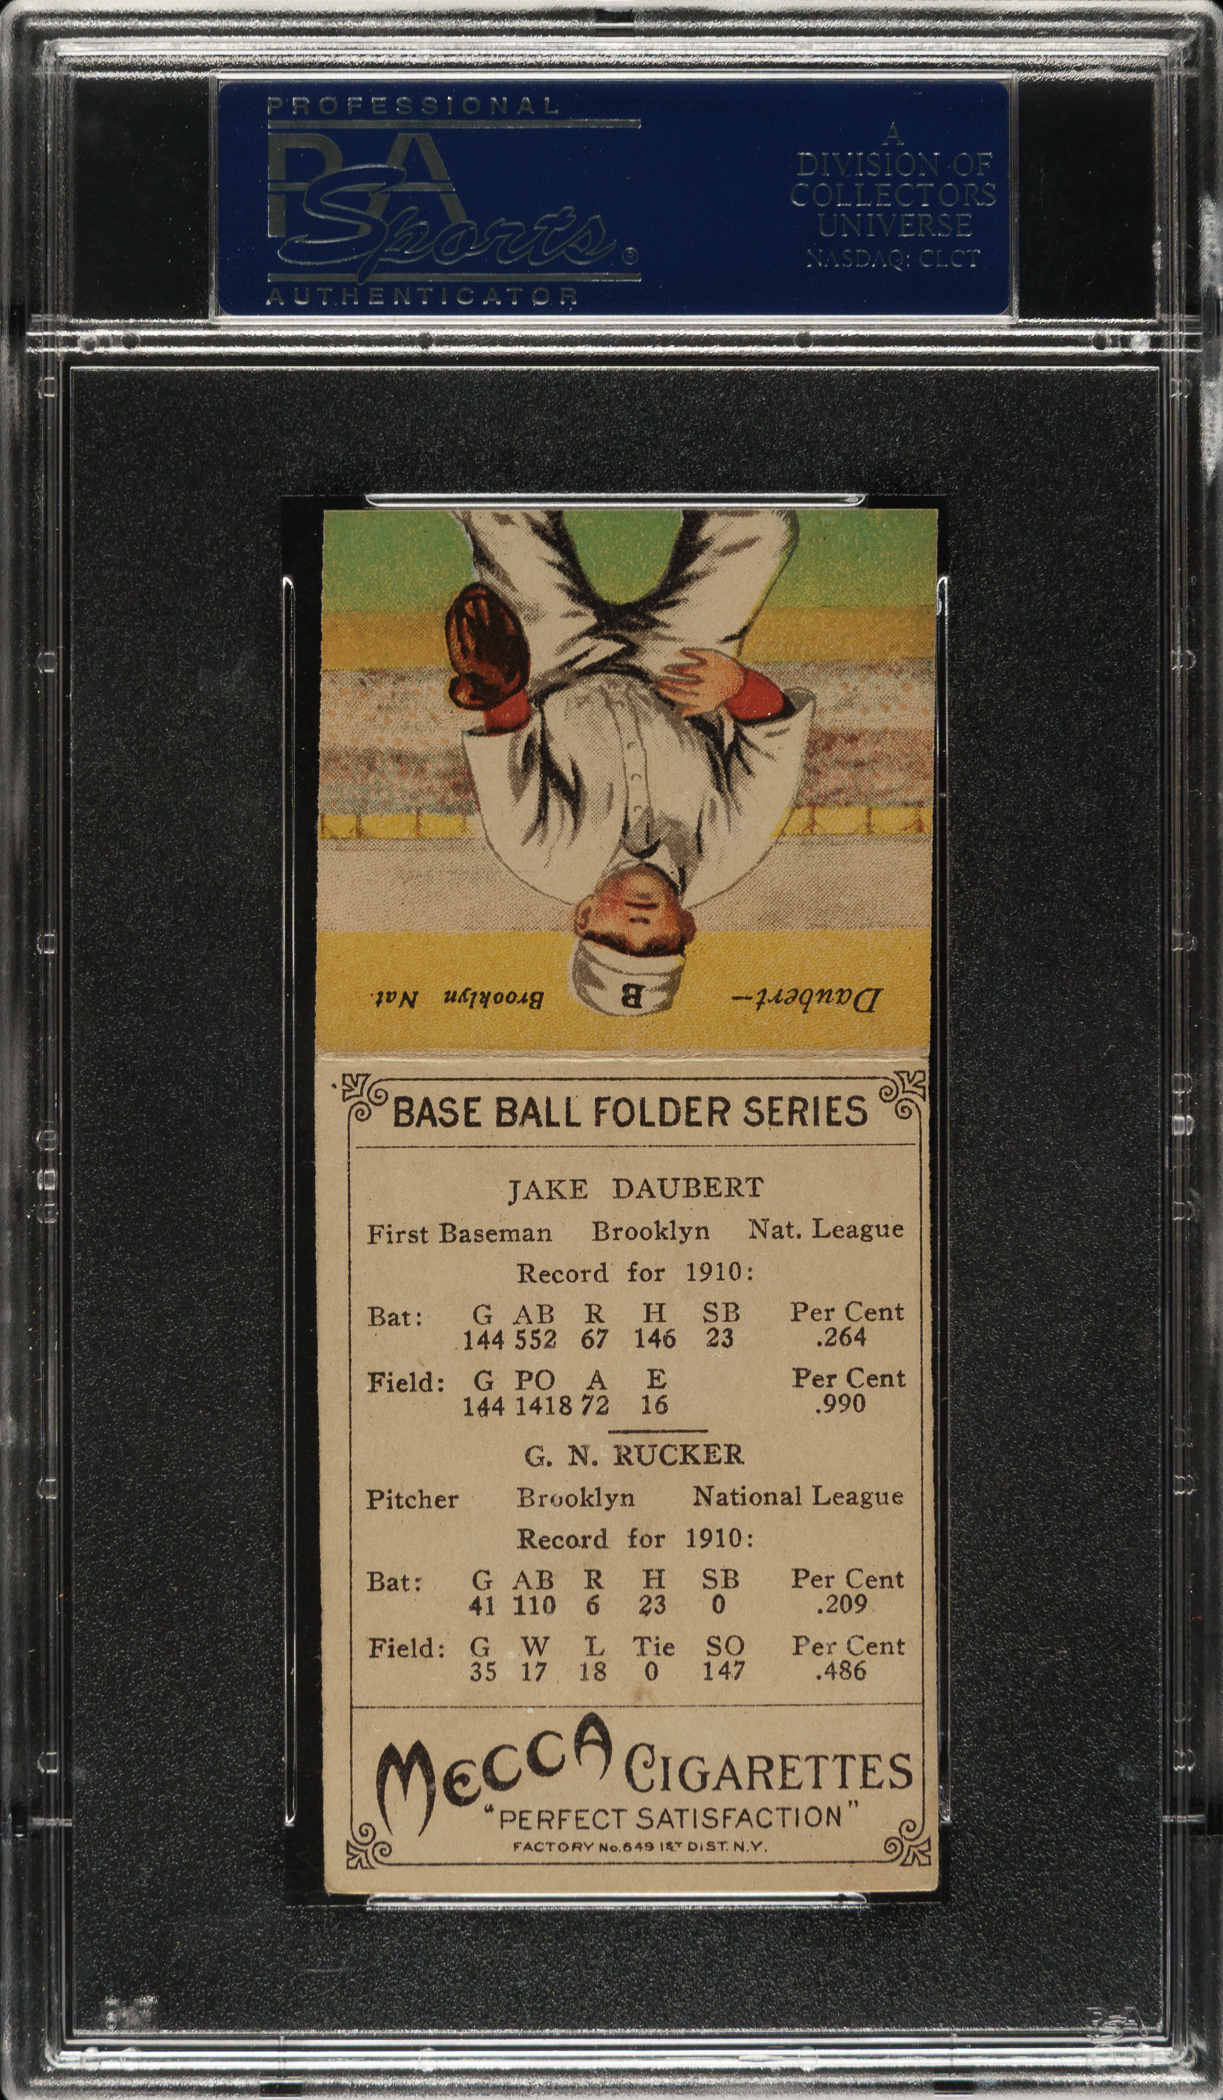 PROFESSIONAL
PSA
Sports®
AUTHENTICATOR
A
DIVISION OF
COLLECTORS
UNIVERSE
NASDAQ: CLCT
Daubert— Brooklyn Nat.
B
BASE BALL FOLDER SERIES
JAKE DAUBERT
First Baseman Brooklyn Nat. League
Record for 1910:
Bat: G AB R H SB Per Cent
144 552 67 146 23 .264
Field: G PO A E Per Cent
144 1418 72 16 .990
G. N. RUCKER
Pitcher Brooklyn National League
Record for 1910:
Bat: G AB R H SB Per Cent
41 110 6 23 0 .209
Field: G W L Tie SO Per Cent
35 17 18 0 147 .486
MECCA CIGARETTES
"PERFECT SATISFACTION"
FACTORY No. 649 1ST DIST. N.Y.
PSA